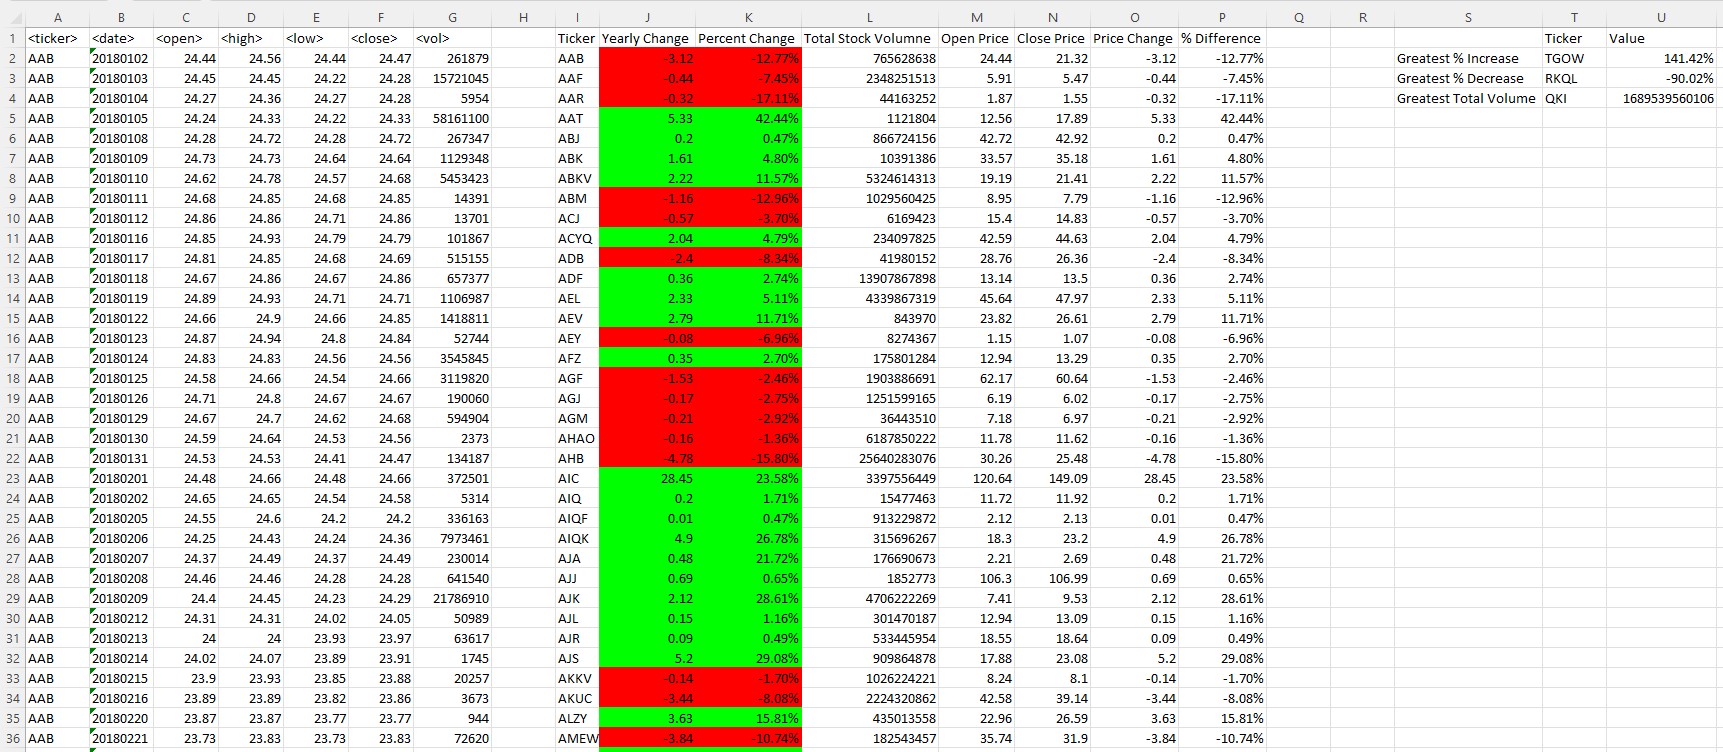 A B C D E F G H I J K L M N O P Q R S T U
1 <ticker> <date> <open> <high> <low> <close> <vol> Ticker Yearly Change Percent Change Total Stock Volumne Open Price Close Price Price Change % Difference Ticker Value
2 AAB 20180102 24.44 24.56 24.44 24.47 261879 AAB -3.12 -12.77% 765628638 24.44 21.32 -3.12 -12.77% Greatest % Increase TGOW 141.42%
3 AAB 20180103 24.45 24.45 24.22 24.28 15721045 AAF -0.44 -7.45% 2348251513 5.91 5.47 -0.44 -7.45% Greatest % Decrease RKQL -90.02%
4 AAB 20180104 24.27 24.36 24.27 24.28 5954 AAR -0.32 -17.11% 44163252 1.87 1.55 -0.32 -17.11% Greatest Total Volume QKI 1689539560106
5 AAB 20180105 24.24 24.33 24.22 24.33 58161100 AAT 5.33 42.44% 1121804 12.56 17.89 5.33 42.44%
6 AAB 20180108 24.28 24.72 24.28 24.72 267347 ABJ 0.2 0.47% 866724156 42.72 42.92 0.2 0.47%
7 AAB 20180109 24.73 24.73 24.64 24.64 1129348 ABK 1.61 4.80% 10391386 33.57 35.18 1.61 4.80%
8 AAB 20180110 24.62 24.78 24.57 24.68 5453423 ABKV 2.22 11.57% 5324614313 19.19 21.41 2.22 11.57%
9 AAB 20180111 24.68 24.85 24.68 24.85 14391 ABM -1.16 -12.96% 1029560425 8.95 7.79 -1.16 -12.96%
10 AAB 20180112 24.86 24.86 24.71 24.86 13701 ACJ -0.57 -3.70% 6169423 15.4 14.83 -0.57 -3.70%
11 AAB 20180116 24.85 24.93 24.79 24.79 101867 ACYQ 2.04 4.79% 234097825 42.59 44.63 2.04 4.79%
12 AAB 20180117 24.81 24.85 24.68 24.69 515155 ADB -2.4 -8.34% 41980152 28.76 26.36 -2.4 -8.34%
13 AAB 20180118 24.67 24.86 24.67 24.86 657377 ADF 0.36 2.74% 13907867898 13.14 13.5 0.36 2.74%
14 AAB 20180119 24.89 24.93 24.71 24.71 1106987 AEL 2.33 5.11% 4339867319 45.64 47.97 2.33 5.11%
15 AAB 20180122 24.66 24.9 24.66 24.85 1418811 AEV 2.79 11.71% 843970 23.82 26.61 2.79 11.71%
16 AAB 20180123 24.87 24.94 24.8 24.84 52744 AEY -0.08 -6.96% 8274367 1.15 1.07 -0.08 -6.96%
17 AAB 20180124 24.83 24.83 24.56 24.56 3545845 AFZ 0.35 2.70% 175801284 12.94 13.29 0.35 2.70%
18 AAB 20180125 24.58 24.66 24.54 24.66 3119820 AGF -1.53 -2.46% 1903886691 62.17 60.64 -1.53 -2.46%
19 AAB 20180126 24.71 24.8 24.67 24.67 190060 AGJ -0.17 -2.75% 1251599165 6.19 6.02 -0.17 -2.75%
20 AAB 20180129 24.67 24.7 24.62 24.68 594904 AGM -0.21 -2.92% 36443510 7.18 6.97 -0.21 -2.92%
21 AAB 20180130 24.59 24.64 24.53 24.56 2373 AHAO -0.16 -1.36% 6187850222 11.78 11.62 -0.16 -1.36%
22 AAB 20180131 24.53 24.53 24.41 24.47 134187 AHB -4.78 -15.80% 25640283076 30.26 25.48 -4.78 -15.80%
23 AAB 20180201 24.48 24.66 24.48 24.66 372501 AIC 28.45 23.58% 3397556449 120.64 149.09 28.45 23.58%
24 AAB 20180202 24.65 24.65 24.54 24.58 5314 AIQ 0.2 1.71% 15477463 11.72 11.92 0.2 1.71%
25 AAB 20180205 24.55 24.6 24.2 24.2 336163 AIQF 0.01 0.47% 913229872 2.12 2.13 0.01 0.47%
26 AAB 20180206 24.25 24.43 24.24 24.36 7973461 AIQK 4.9 26.78% 315696267 18.3 23.2 4.9 26.78%
27 AAB 20180207 24.37 24.49 24.37 24.49 230014 AJA 0.48 21.72% 176690673 2.21 2.69 0.48 21.72%
28 AAB 20180208 24.46 24.46 24.28 24.28 641540 AJJ 0.69 0.65% 1852773 106.3 106.99 0.69 0.65%
29 AAB 20180209 24.4 24.45 24.23 24.29 21786910 AJK 2.12 28.61% 4706222269 7.41 9.53 2.12 28.61%
30 AAB 20180212 24.31 24.31 24.02 24.05 50989 AJL 0.15 1.16% 301470187 12.94 13.09 0.15 1.16%
31 AAB 20180213 24 24 23.93 23.97 63617 AJR 0.09 0.49% 533445954 18.55 18.64 0.09 0.49%
32 AAB 20180214 24.02 24.07 23.89 23.91 1745 AJS 5.2 29.08% 909864878 17.88 23.08 5.2 29.08%
33 AAB 20180215 23.9 23.93 23.85 23.88 20257 AKKV -0.14 -1.70% 1026224221 8.24 8.1 -0.14 -1.70%
34 AAB 20180216 23.89 23.89 23.82 23.86 3673 AKUC -3.44 -8.08% 2224320862 42.58 39.14 -3.44 -8.08%
35 AAB 20180220 23.87 23.87 23.77 23.77 944 ALZY 3.63 15.81% 435013558 22.96 26.59 3.63 15.81%
36 AAB 20180221 23.73 23.83 23.73 23.83 72620 AMEW -3.84 -10.74% 182543457 35.74 31.9 -3.84 -10.74%